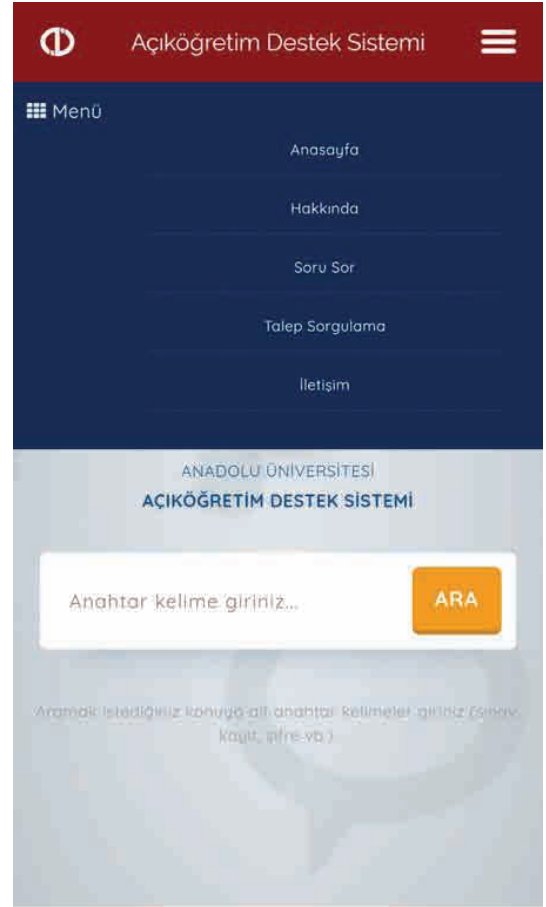 Açıköğretim Destek Sistemi
Menü
Anasayfa
Hakkında
Soru Sor
Talep Sorgulama
İletişim
ANADOLU ÜNİVERSİTESİ
AÇIKÖĞRETİM DESTEK SİSTEMİ
Anahtar kelime giriniz...
ARA
Aramak istediğiniz konuya ait anahtar kelimeler giriniz (sınav,
kayıt, şifre vb.)